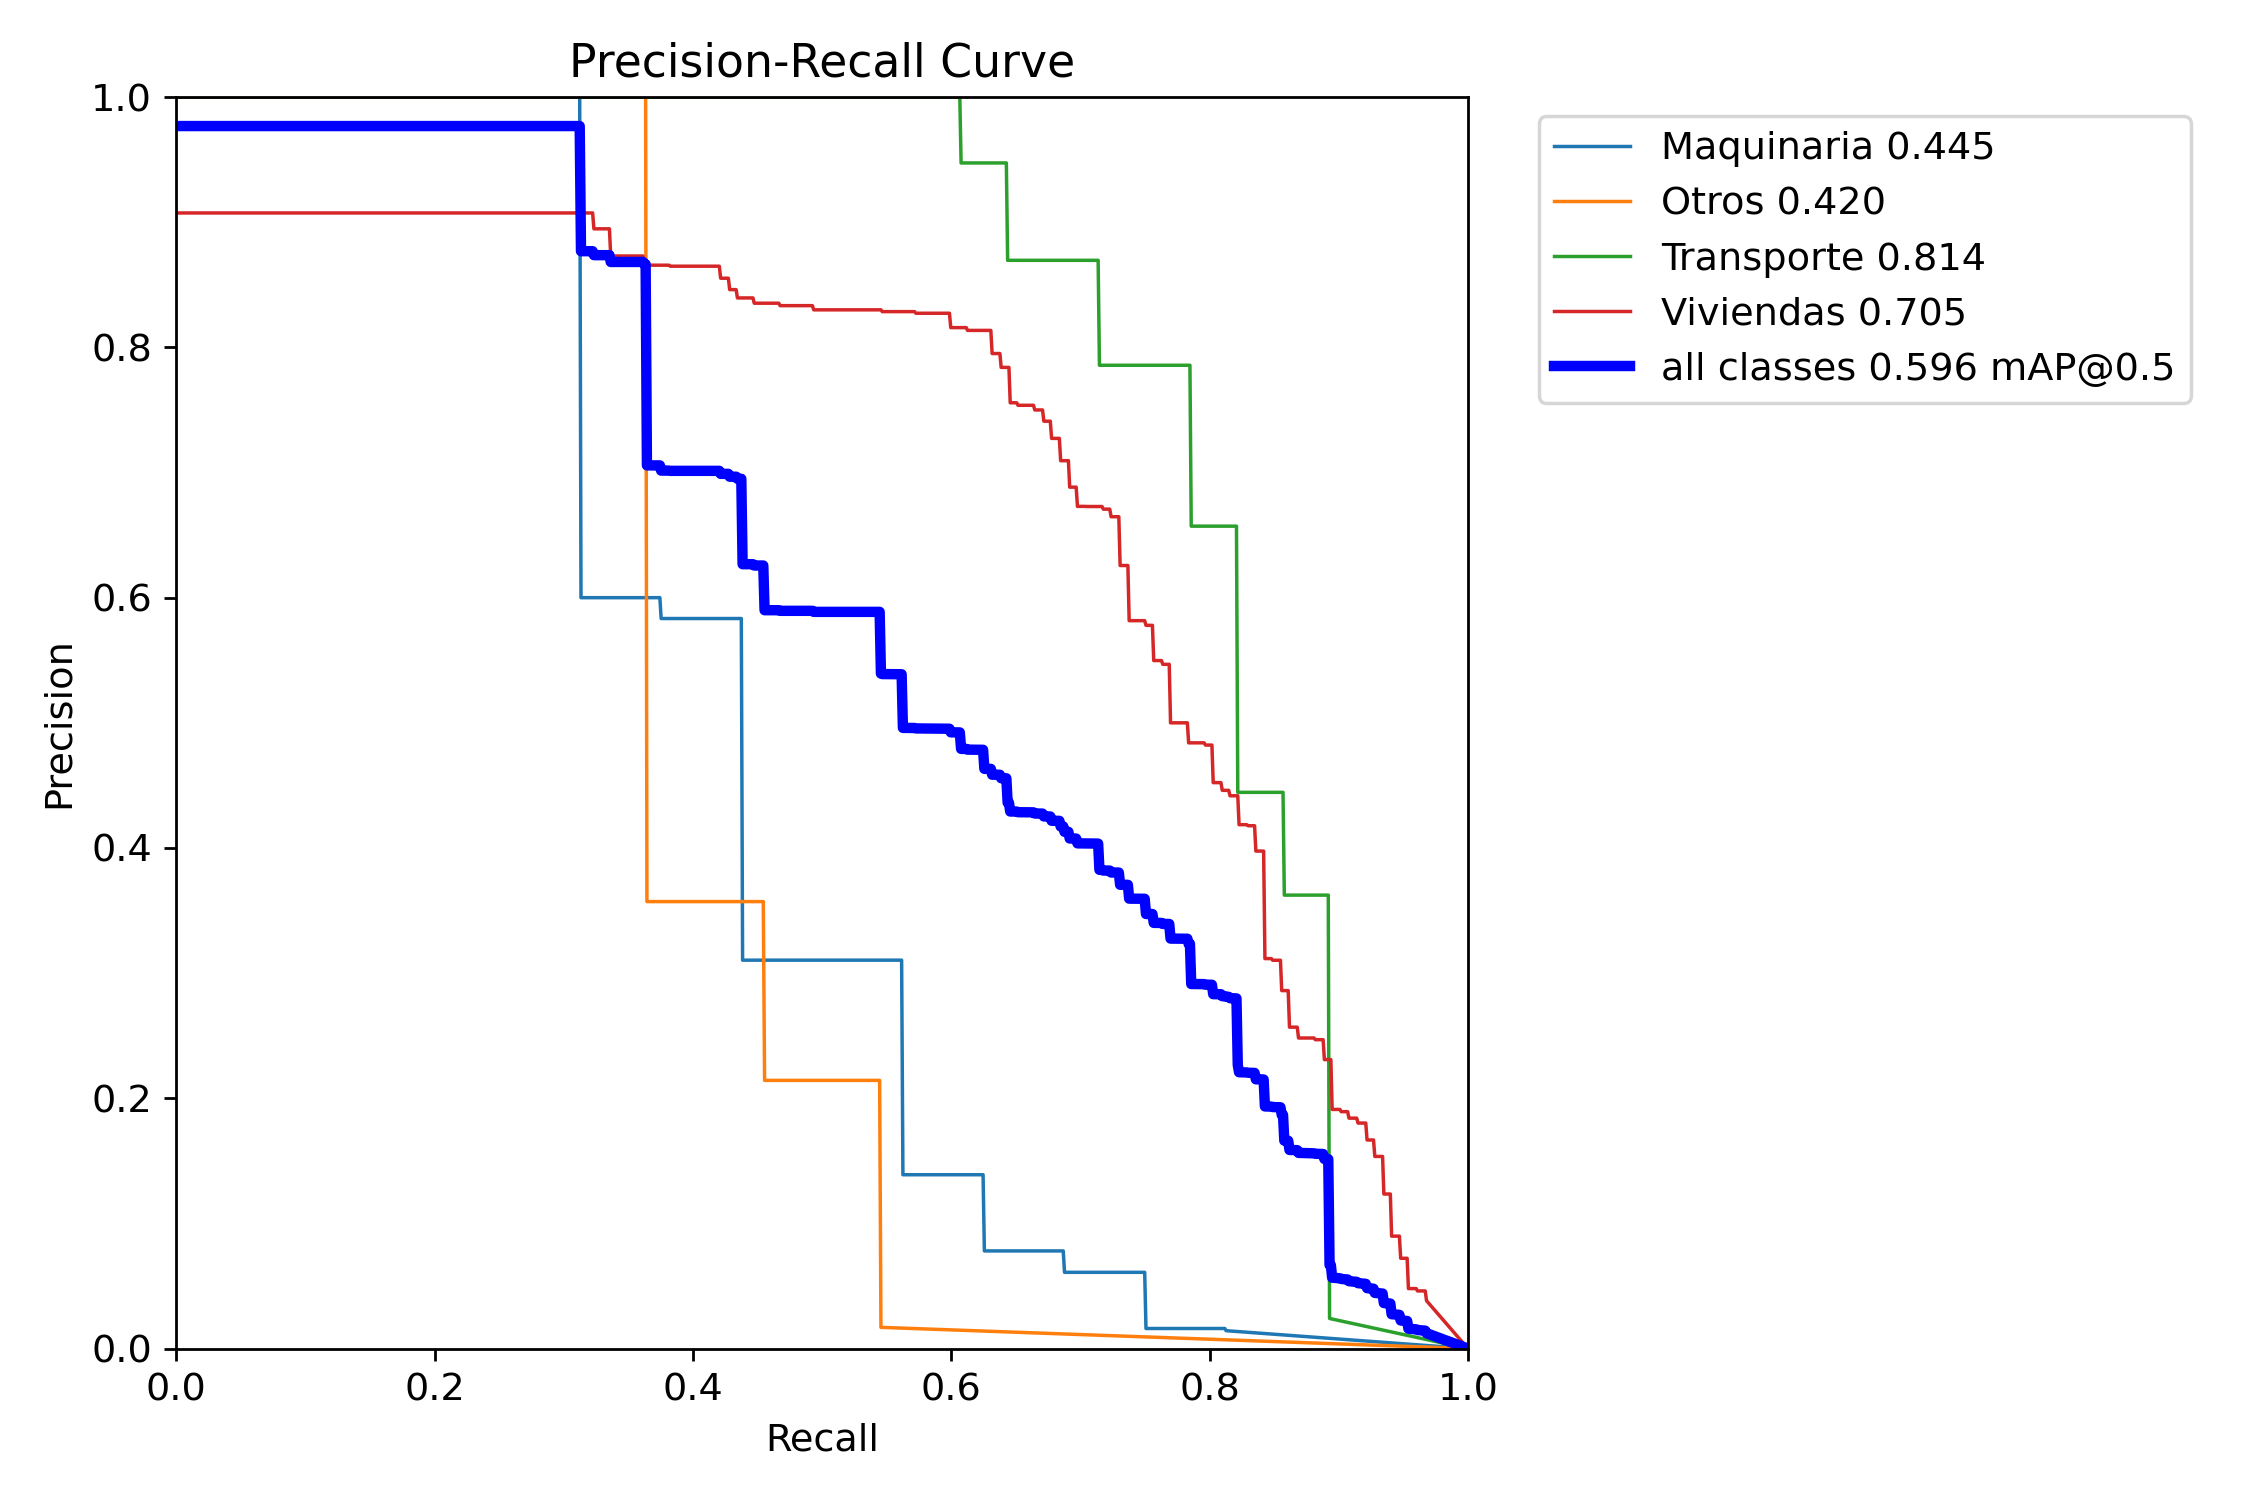 Precision-Recall Curve
1.0
0.8
0.6
0.4
0.2
0.0
Precision
0.0 0.2 0.4 0.6 0.8 1.0
Recall
Maquinaria 0.445
Otros 0.420
Transporte 0.814
Viviendas 0.705
all classes 0.596 mAP@0.5